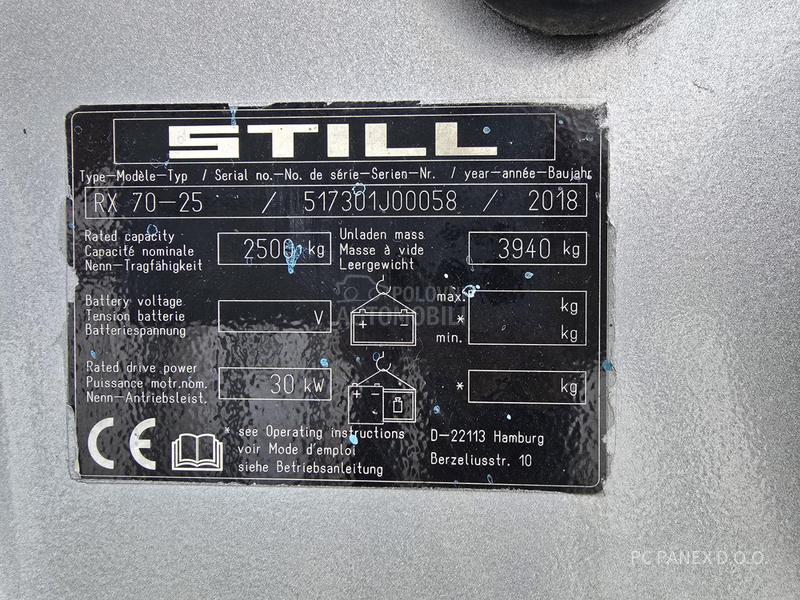 STILL
Type-Modèle-Typ / Serial no.-No. de série-Serien-Nr. / year-année-Baujahr
RX 70-25 / 517301J00058 / 2018
Rated capacity
Capacité nominale
Nenn-Tragfähigkeit
2500 kg
Unladen mass
Masse à vide
Leergewicht
3940 kg
Battery voltage
Tension batterie
Batteriespannung
V
+ -
max.
*
min.
kg
kg
POLOVNI
AUTOMOBILI
Rated drive power
Puissance motr.nom.
Nenn-Antriebsleist.
30 kW
+ -
* kg
CE
* see Operating instructions
voir Mode d'emploi
siehe Betriebsanleitung
D-22113 Hamburg
Berzeliusstr. 10
PC PANEX D.O.O.